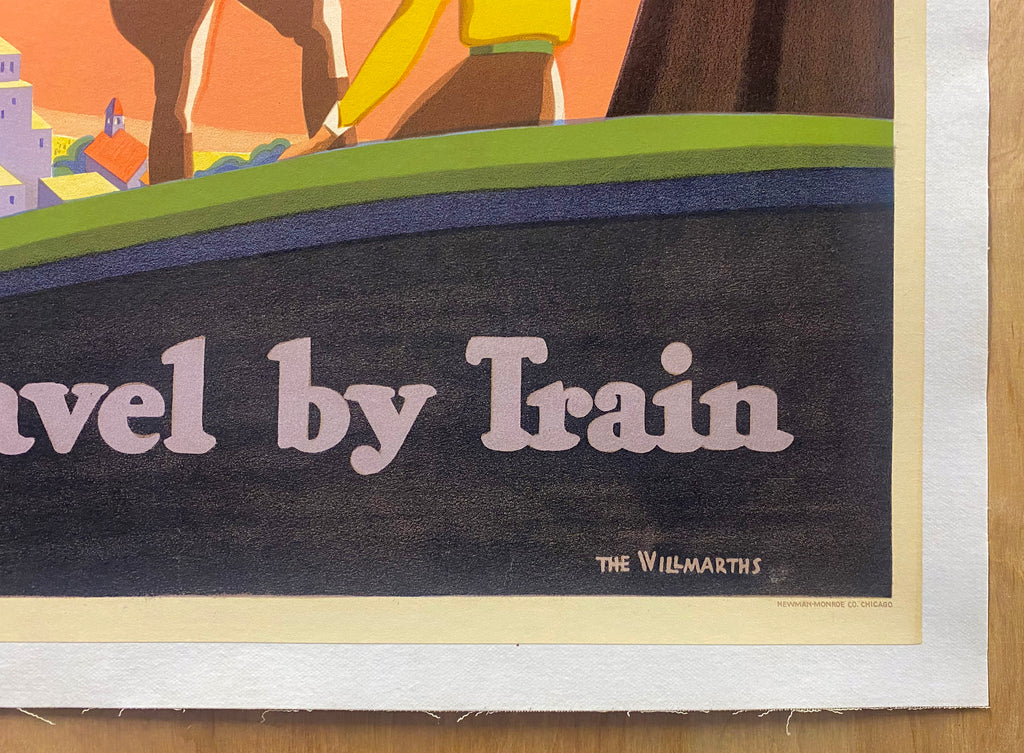 avel by Train
THE WILLMARTHS
NEWMAN-MONROE CO. CHICAGO